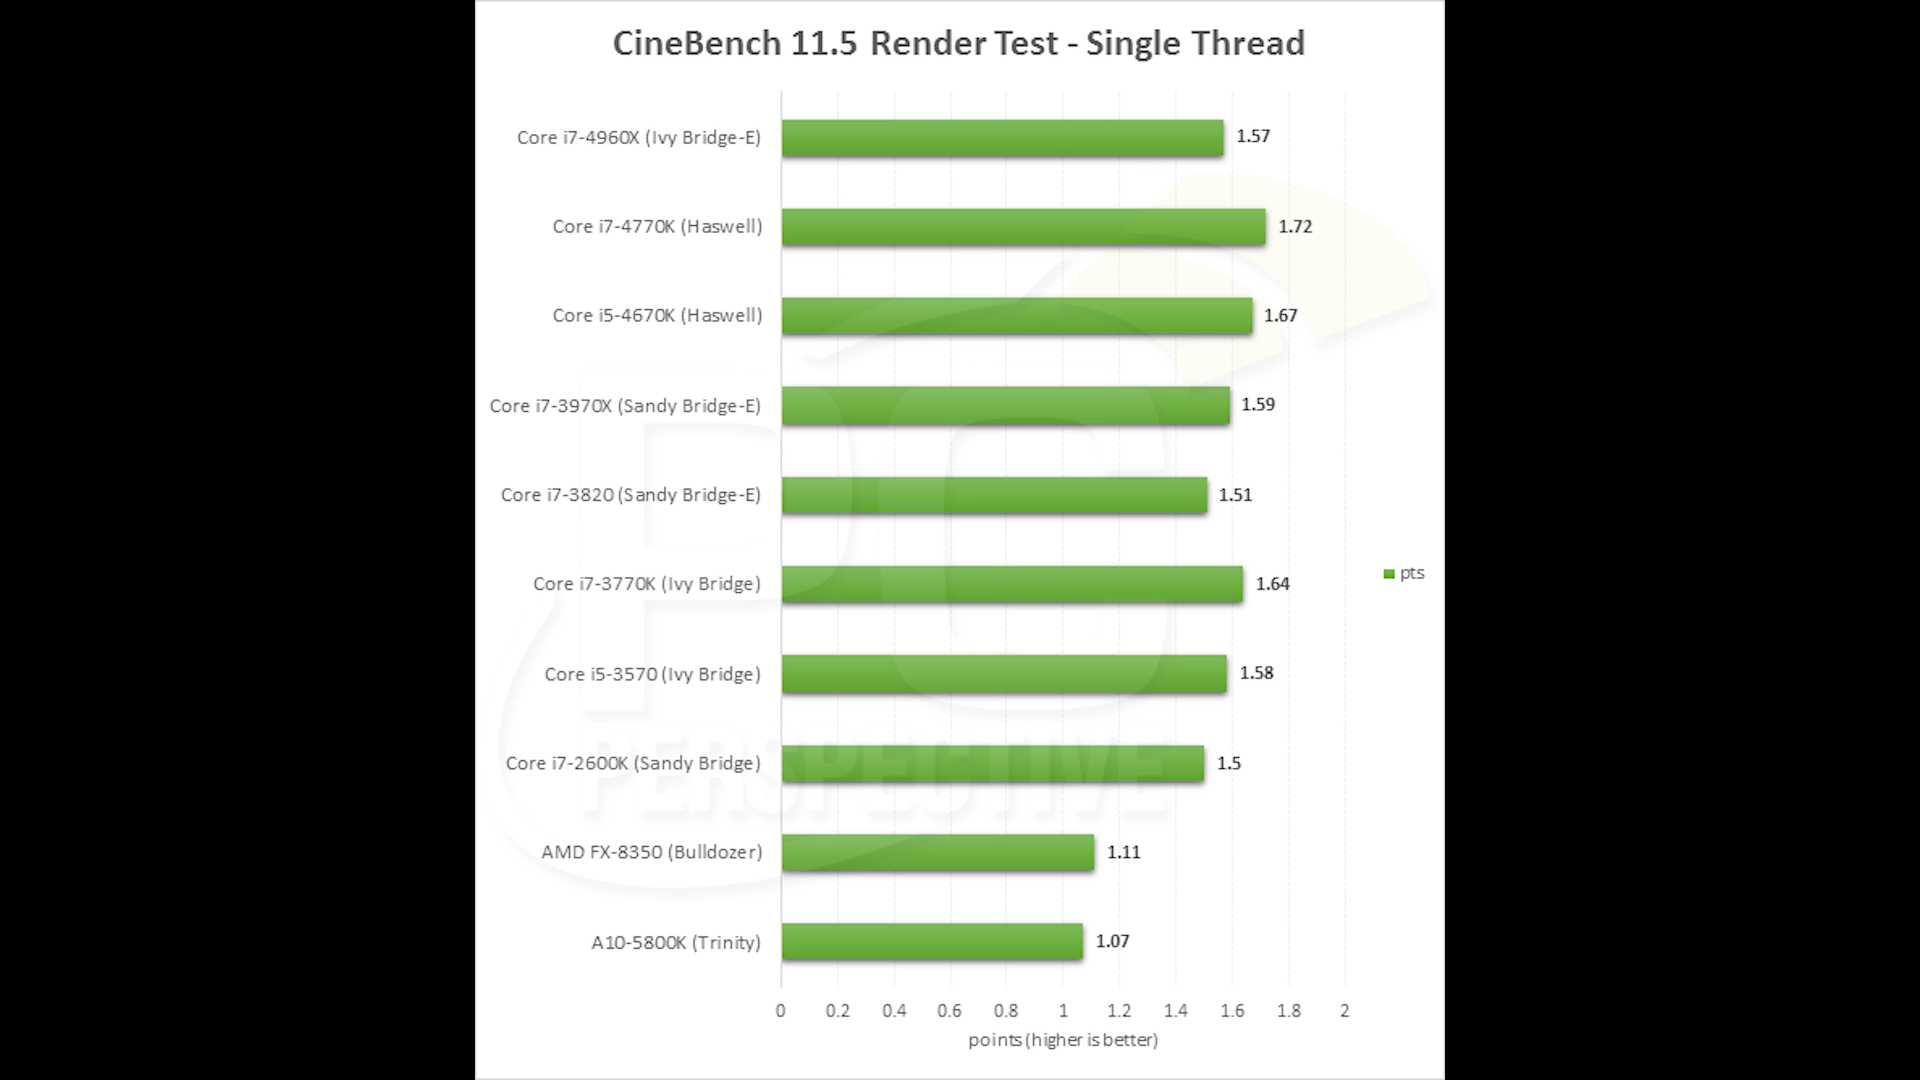 CineBench 11.5 Render Test - Single Thread
Core i7-4960X (Ivy Bridge-E) 1.57
Core i7-4770K (Haswell) 1.72
Core i5-4670K (Haswell) 1.67
Core i7-3970X (Sandy Bridge-E) 1.59
Core i7-3820 (Sandy Bridge-E) 1.51
Core i7-3770K (Ivy Bridge) 1.64
pts
Core i5-3570 (Ivy Bridge) 1.58
Core i7-2600K (Sandy Bridge) 1.5
AMD FX-8350 (Bulldozer) 1.11
A10-5800K (Trinity) 1.07
0 0.2 0.4 0.6 0.8 1 1.2 1.4 1.6 1.8 2
points (higher is better)
PC
PERSPECTIVE